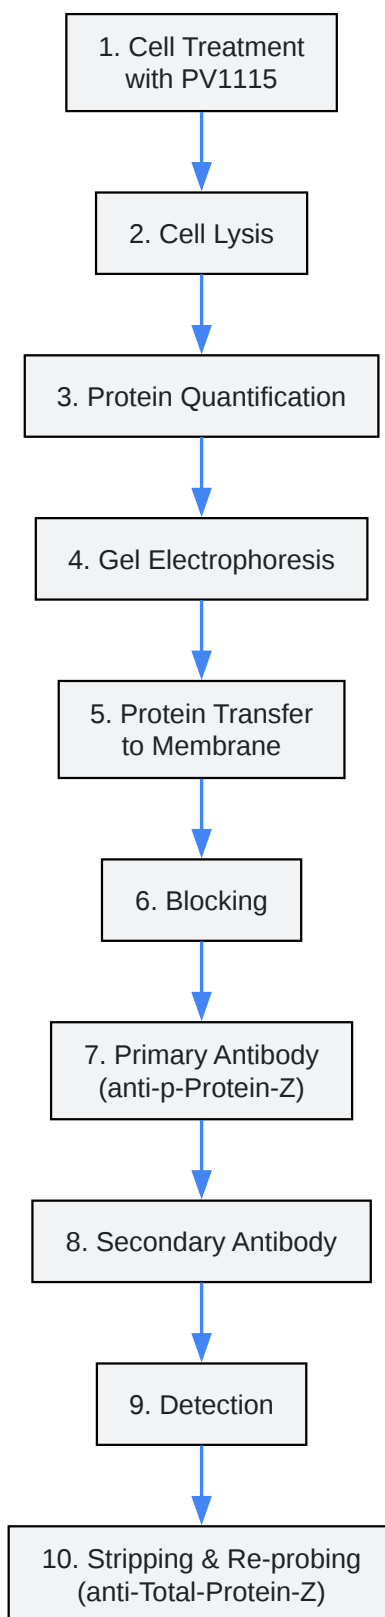 1. Cell Treatment
with PV1115
2. Cell Lysis
3. Protein Quantification
4. Gel Electrophoresis
5. Protein Transfer
to Membrane
6. Blocking
7. Primary Antibody
(anti-p-Protein-Z)
8. Secondary Antibody
9. Detection
10. Stripping & Re-probing
(anti-Total-Protein-Z)